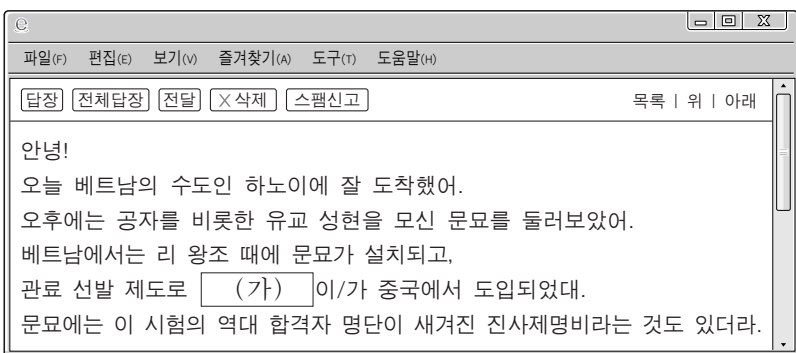 e
파일(F) 편집(E) 보기(V) 즐겨찾기(A) 도구(T) 도움말(H)
답장 전체답장 전달 X삭제 스팸신고 목록 | 위 | 아래
안녕!
오늘 베트남의 수도인 하노이에 잘 도착했어.
오후에는 공자를 비롯한 유교 성현을 모신 문묘를 둘러보았어.
베트남에서는 리 왕조 때에 문묘가 설치되고,
관료 선발 제도로 (가) 이/가 중국에서 도입되었대.
문묘에는 이 시험의 역대 합격자 명단이 새겨진 진사제명비라는 것도 있더라.